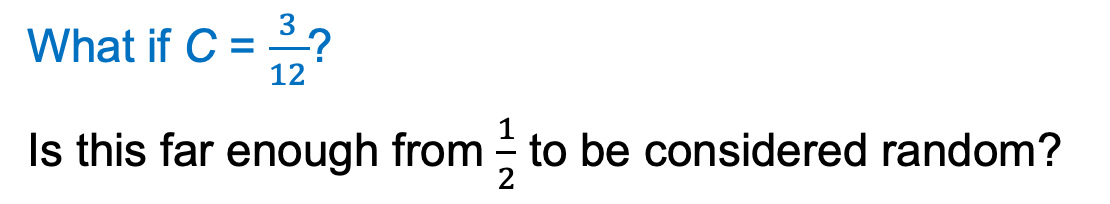 What if C = 3/12?
Is this far enough from 1/2 to be considered random?